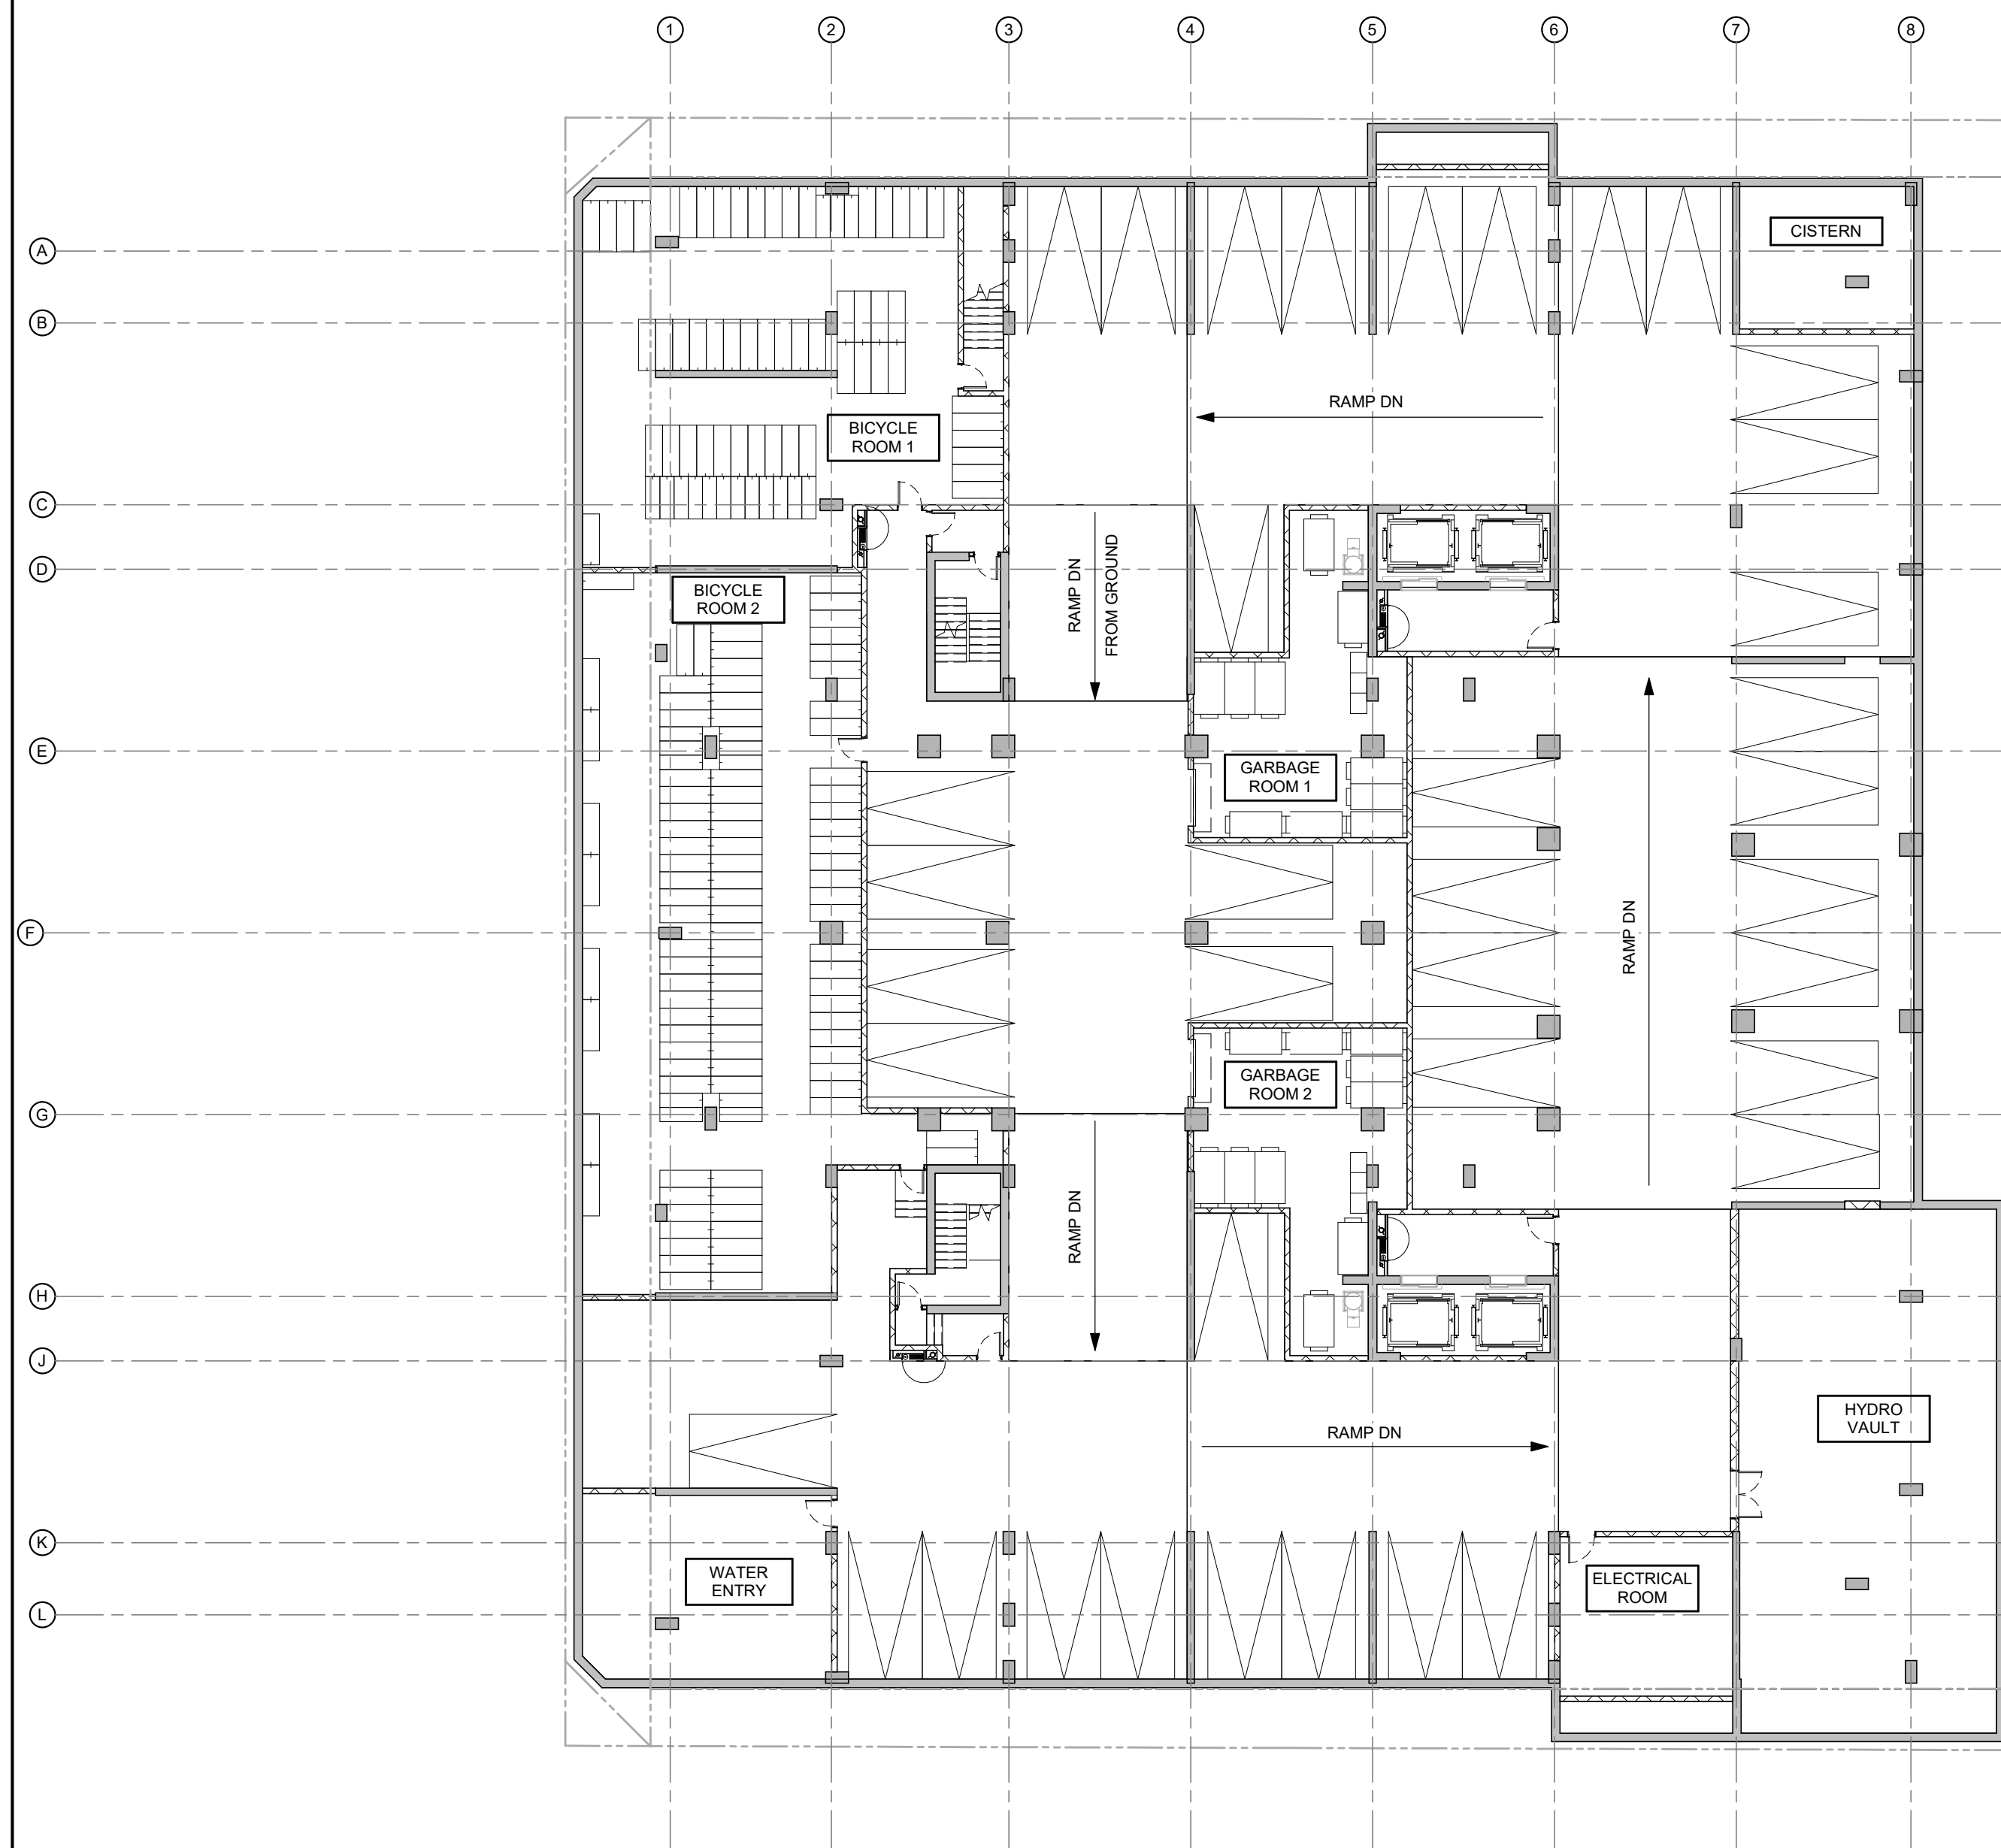 1
2
3
4
5
6
7
8
A
CISTERN
B
RAMP DN
BICYCLE
ROOM 1
C
D
RAMP DN
FROM GROUND
BICYCLE
ROOM 2
E
GARBAGE
ROOM 1
F
RAMP DN
GARBAGE
ROOM 2
G
RAMP DN
H
J
HYDRO
VAULT
RAMP DN
K
WATER
ENTRY
ELECTRICAL
ROOM
L